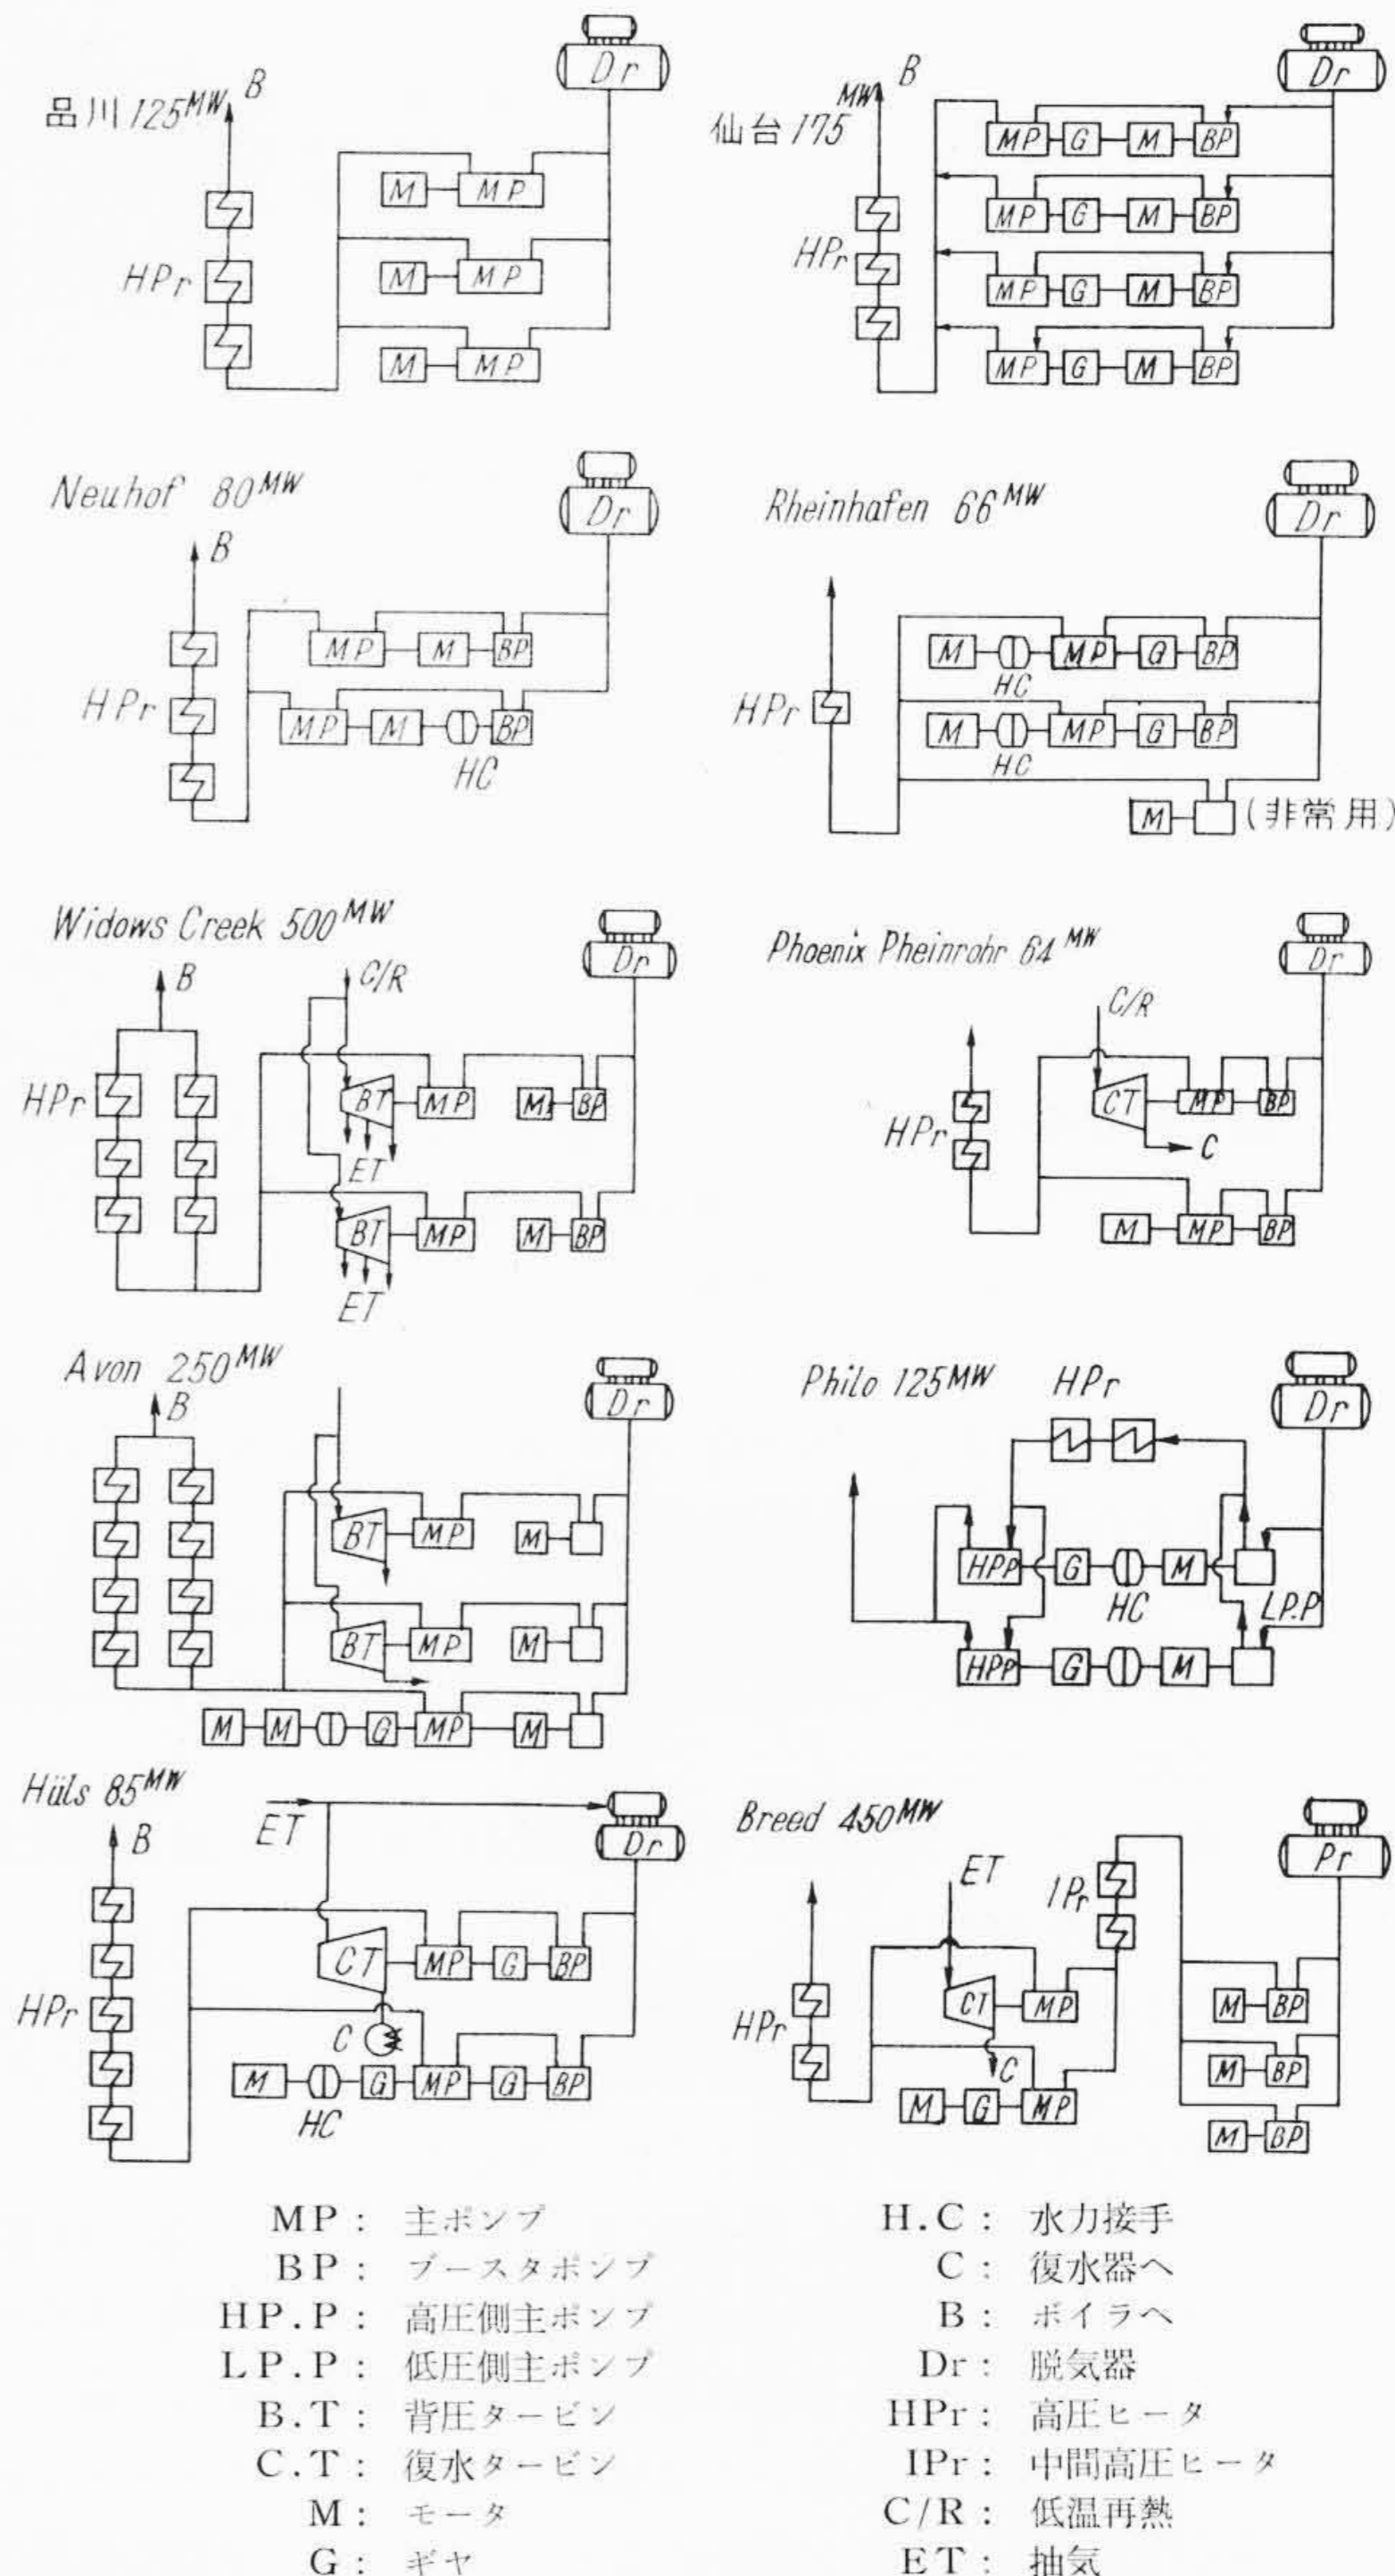 品川 125MW
B
Dr
M MP
HPr
M MP
M MP
仙台 175MW
B
Dr
MP G M BP
MP G M BP
HPr
MP G M BP
MP G M BP
Neuhof 80MW
B
Dr
MP M BP
HPr
MP M BP
HC
Rheinhafen 66MW
Dr
M MP G BP
HC
HPr
M MP G BP
HC
M (非常用)
Widows Creek 500MW
B
C/R
Dr
HPr
BT MP M BP
ET
BT MP M BP
ET
Phoenix Pheinrohr 64MW
C/R
Dr
CT MP BP
HPr
C
M MP BP
Avon 250MW
B
Dr
BT MP M
BT MP M
M M G MP M
Philo 125MW
HPr
Dr
HPP G M
HC
LP.P
HPP G M
Hüls 85MW
B
ET
Dr
CT MP G BP
HPr
C
M G MP G BP
HC
Breed 450MW
ET
IPr
Pr
CT MP
M BP
HPr
C
M BP
M G MP
M BP
MP : 主ポンプ
BP : ブースタポンプ
HP.P : 高圧側主ポンプ
LP.P : 低圧側主ポンプ
B.T : 背圧タービン
C.T : 復水タービン
M : モータ
G : ギヤ
H.C : 水力接手
C : 復水器へ
B : ボイラへ
Dr : 脱気器
HPr : 高圧ヒータ
IPr : 中間高圧ヒータ
C/R : 低温再熱
ET : 抽気